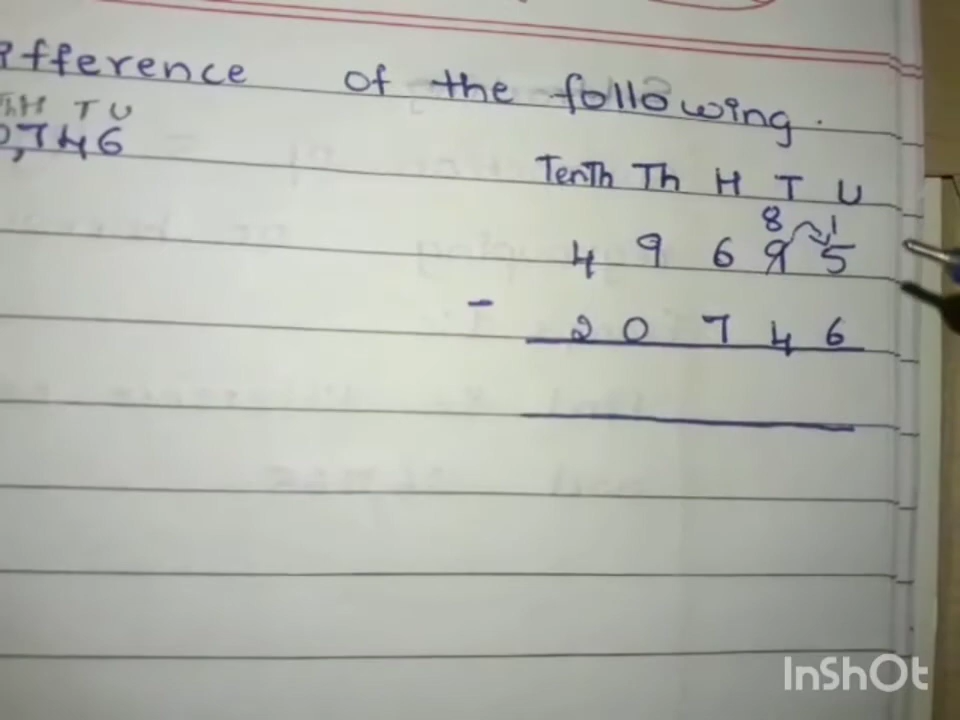 ifference of the following.
ThH T U
0,746
TenTh Th H T U
8 1
4 9 6 9 5
- 2 0 7 4 6
InShOt